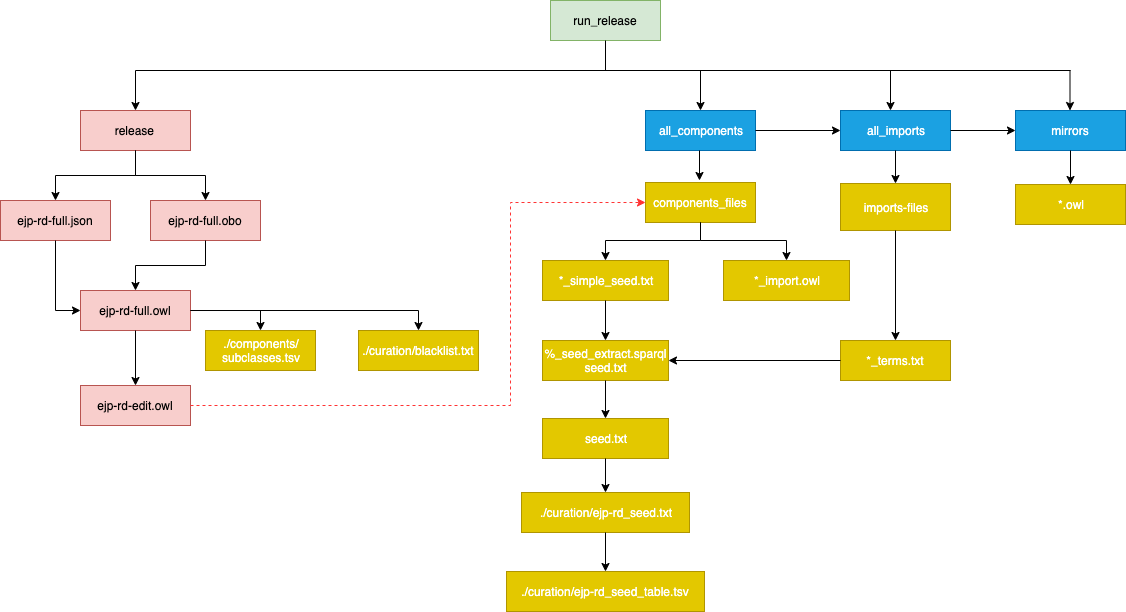 run_release
release
all_components
all_imports
mirrors
components_files
imports-files
*.owl
ejp-rd-full.json
ejp-rd-full.obo
*_simple_seed.txt
*_import.owl
ejp-rd-full.owl
./components/
subclasses.tsv
./curation/blacklist.txt
%_seed_extract.sparql
seed.txt
*_terms.txt
ejp-rd-edit.owl
seed.txt
./curation/ejp-rd_seed.txt
./curation/ejp-rd_seed_table.tsv